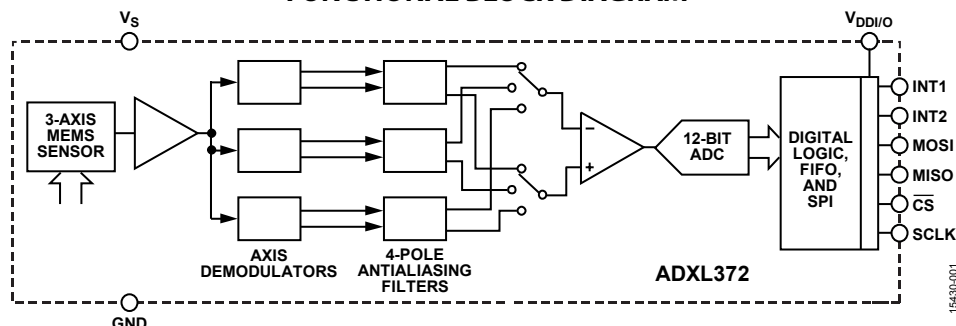 FUNCTIONAL BLOCK DIAGRAM
VS
VDDI/O
3-AXIS
MEMS
SENSOR
−
+
12-BIT
ADC
DIGITAL
LOGIC,
FIFO,
AND
SPI
INT1
INT2
MOSI
MISO
CS
SCLK
AXIS
DEMODULATORS
4-POLE
ANTIALIASING
FILTERS
ADXL372
GND
15430-001